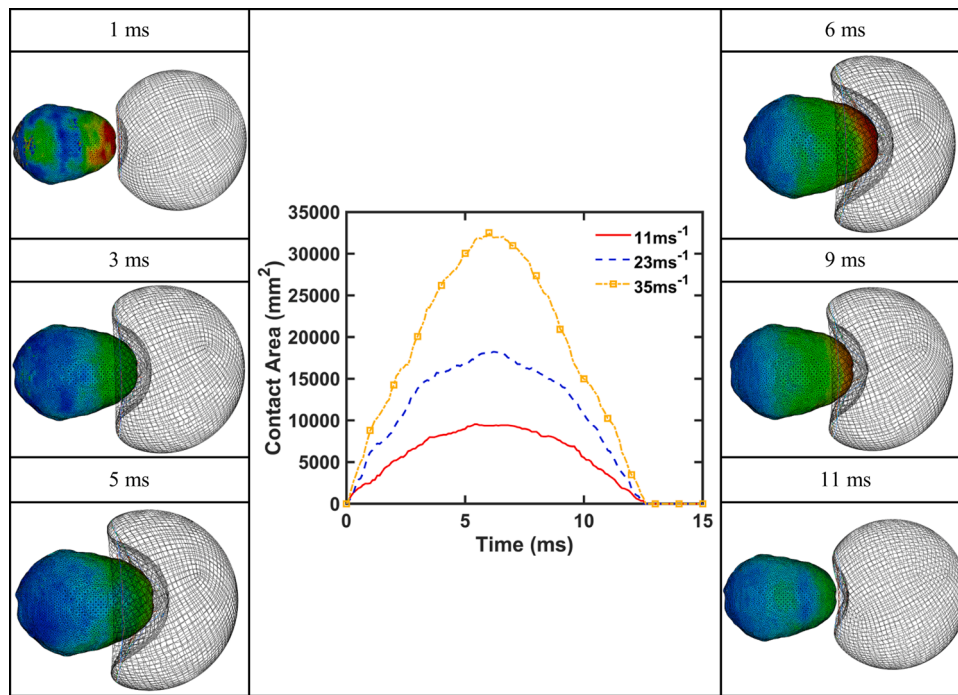 1 ms
6 ms
3 ms
9 ms
5 ms
11 ms
35000
30000
25000
20000
15000
10000
5000
0
0
5
10
15
Contact Area (mm²)
Time (ms)
11ms⁻¹
23ms⁻¹
35ms⁻¹